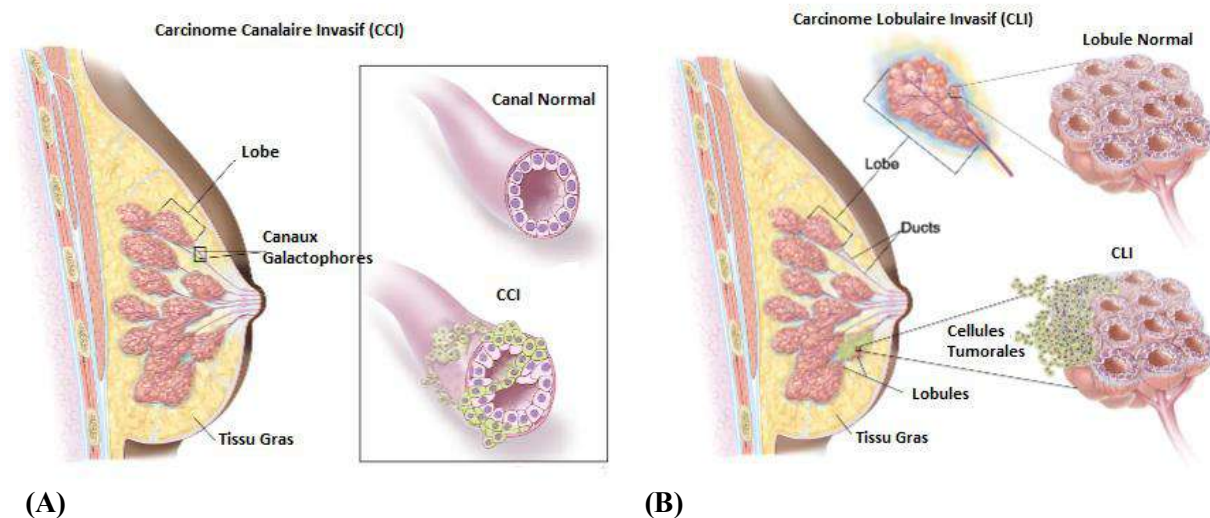 Carcinome Canalaire Invasif (CCI)
Canal Normal
Lobe
Canaux
Galactophores
CCI
Tissu Gras
(A)
Carcinome Lobulaire Invasif (CLI)
Lobule Normal
Lobe
Ducts
CLI
Cellules
Tumorales
Lobules
Tissu Gras
(B)